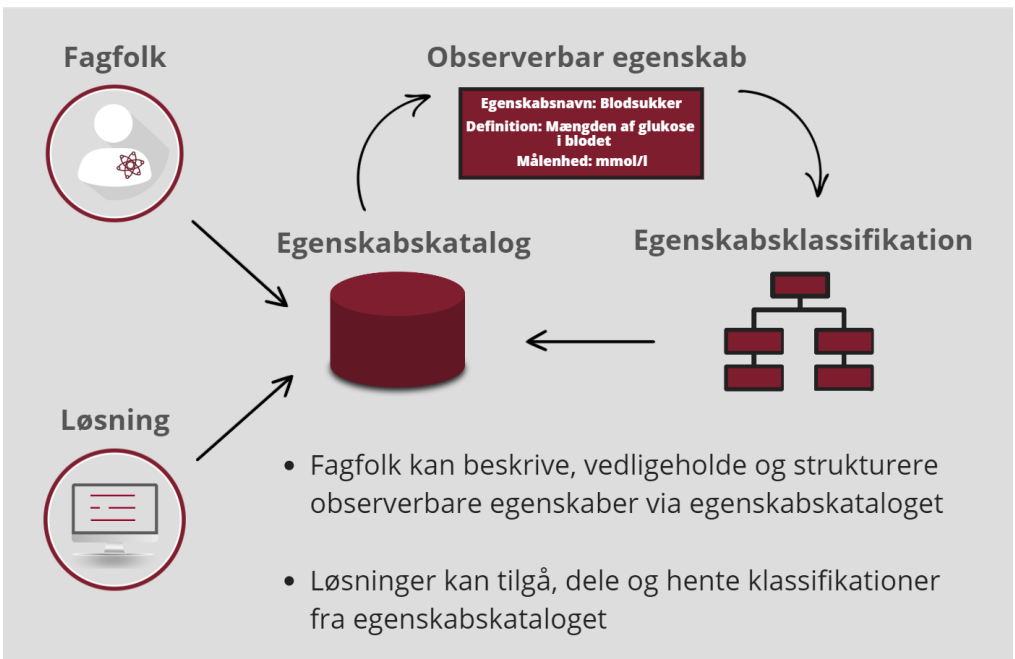 Fagfolk
Observerbar egenskab
Egenskabsnavn: Blodsukker
Definition: Mængden af glukose
i blodet
Målenhed: mmol/l
Egenskabskatalog
Egenskabsklassifikation
Løsning
• Fagfolk kan beskrive, vedligeholde og strukturere
observerbare egenskaber via egenskabskataloget
• Løsninger kan tilgå, dele og hente klassifikationer
fra egenskabskataloget